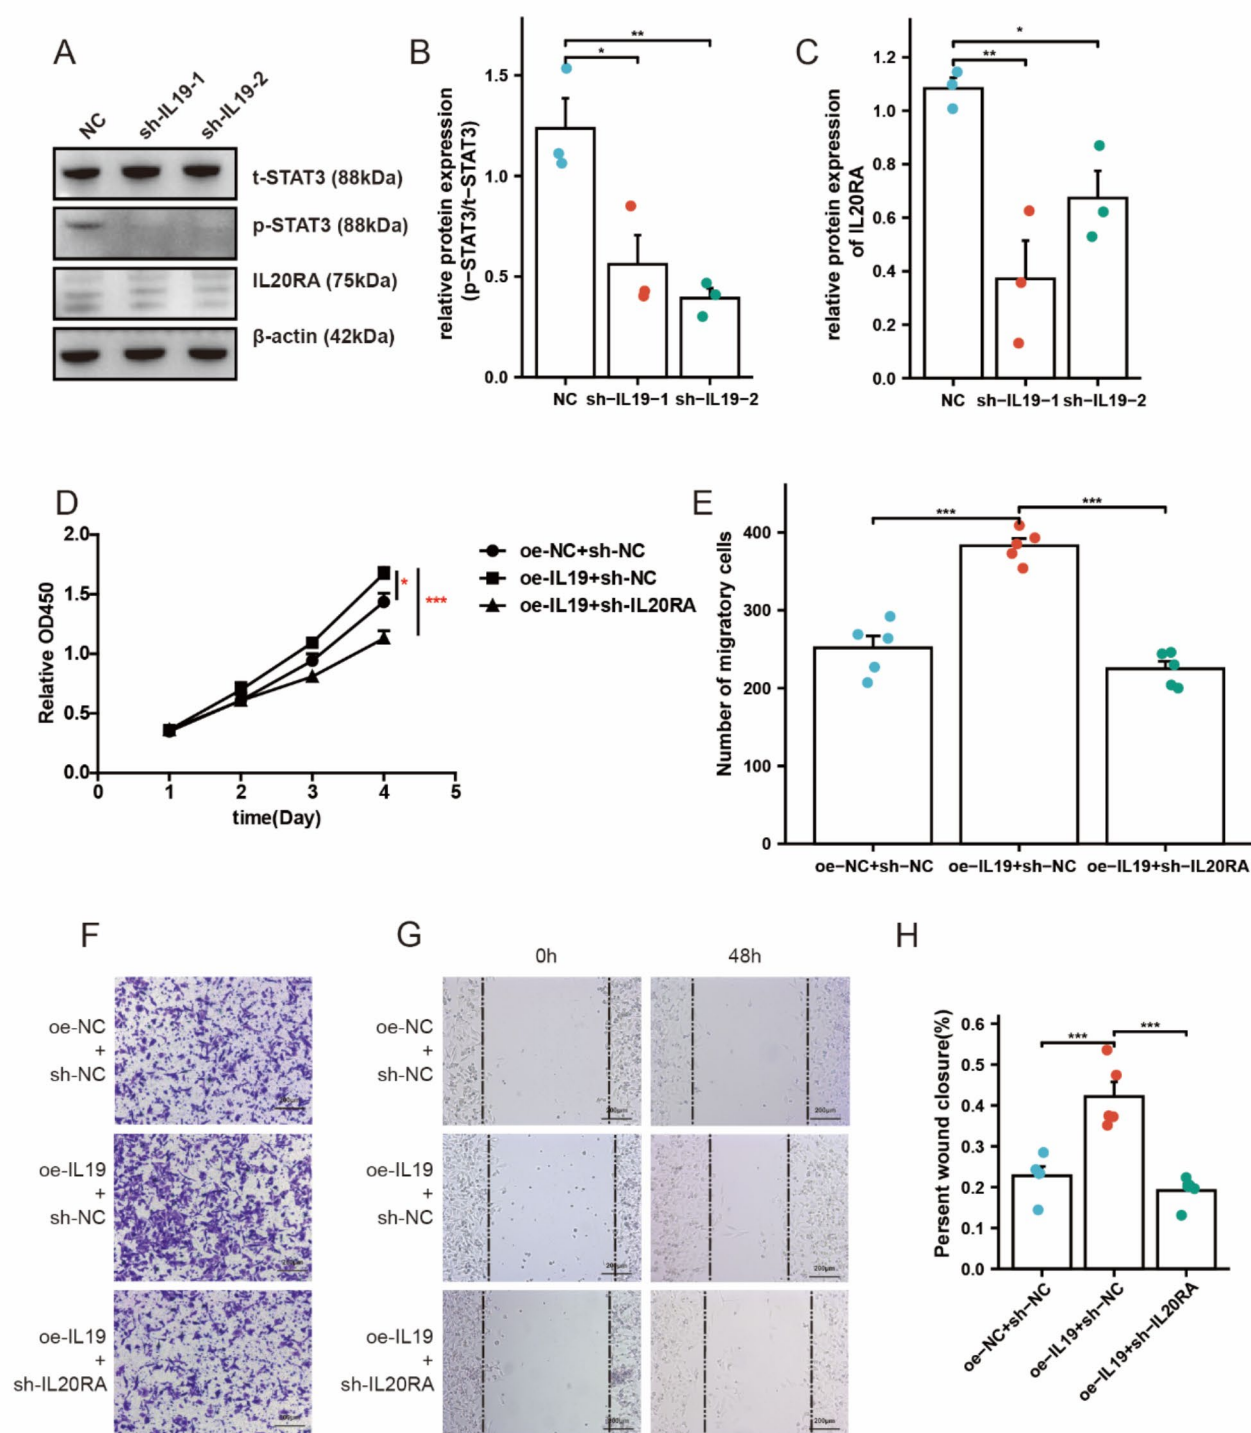 A
NC
sh-IL19-1
sh-IL19-2
t-STAT3 (88kDa)
p-STAT3 (88kDa)
IL20RA (75kDa)
β-actin (42kDa)
B
relative protein expression
(p−STAT3/t−STAT3)
1.5
1.0
0.5
0.0
*
**
NC
sh−IL19−1
sh−IL19−2
C
relative protein expression
of IL20RA
1.2
1.0
0.8
0.6
0.4
0.2
0.0
*
**
NC
sh−IL19−1
sh−IL19−2
D
Relative OD450
2.0
1.5
1.0
0.5
0.0
0
1
2
3
4
5
time(Day)
*
***
oe-NC+sh-NC
oe-IL19+sh-NC
oe-IL19+sh-IL20RA
E
Number of migratory cells
400
300
200
100
0
***
***
oe−NC+sh−NC
oe−IL19+sh−NC
oe−IL19+sh−IL20RA
F
oe-NC
+
sh-NC
oe-IL19
+
sh-NC
oe-IL19
+
sh-IL20RA
G
0h
48h
oe-NC
+
sh-NC
200μm
200μm
oe-IL19
+
sh-NC
200μm
200μm
oe-IL19
+
sh-IL20RA
200μm
200μm
H
Persent wound closure(%)
0.6
0.5
0.4
0.3
0.2
0.1
0.0
***
***
oe−NC+sh−NC
oe−IL19+sh−NC
oe−IL19+sh−IL20RA